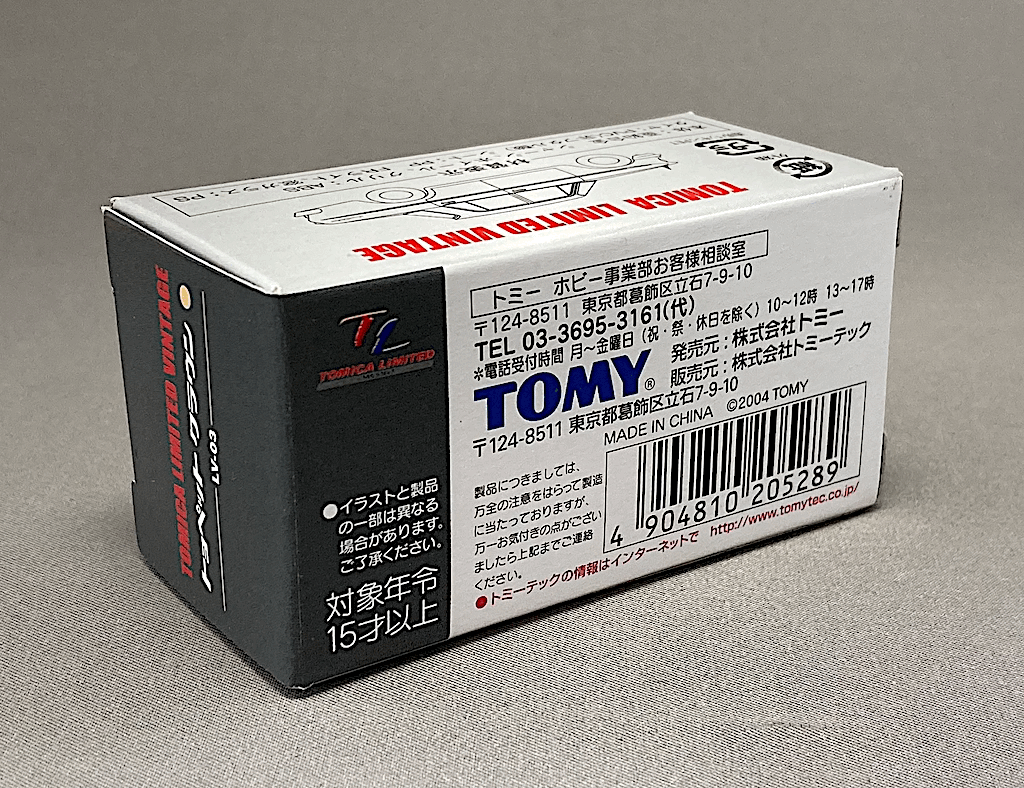 TOMICA LIMITED VINTAGE
材質表示
TOMICA LIMITED VINTAGE
LV-03
TOMICA LIMITED
●イラストと製品
の一部は異なる
場合があります。
ご了承ください。
対象年令
15才以上
トミー ホビー事業部お客様相談室
〒124-8511 東京都葛飾区立石7-9-10
TEL 03-3695-3161(代)
*電話受付時間 月〜金曜日(祝・祭・休日を除く) 10〜12時 13〜17時
TOMY®
発売元:株式会社トミー
販売元:株式会社トミーテック
〒124-8511 東京都葛飾区立石7-9-10
MADE IN CHINA ©2004 TOMY
製品につきましては、
万全の注意をはらって製造
に当たっておりますが、
万一お気付きの点がござい
ましたら上記までご連絡
ください。
4 904810 205289
●トミーテックの情報はインターネットで http://www.tomytec.co.jp/